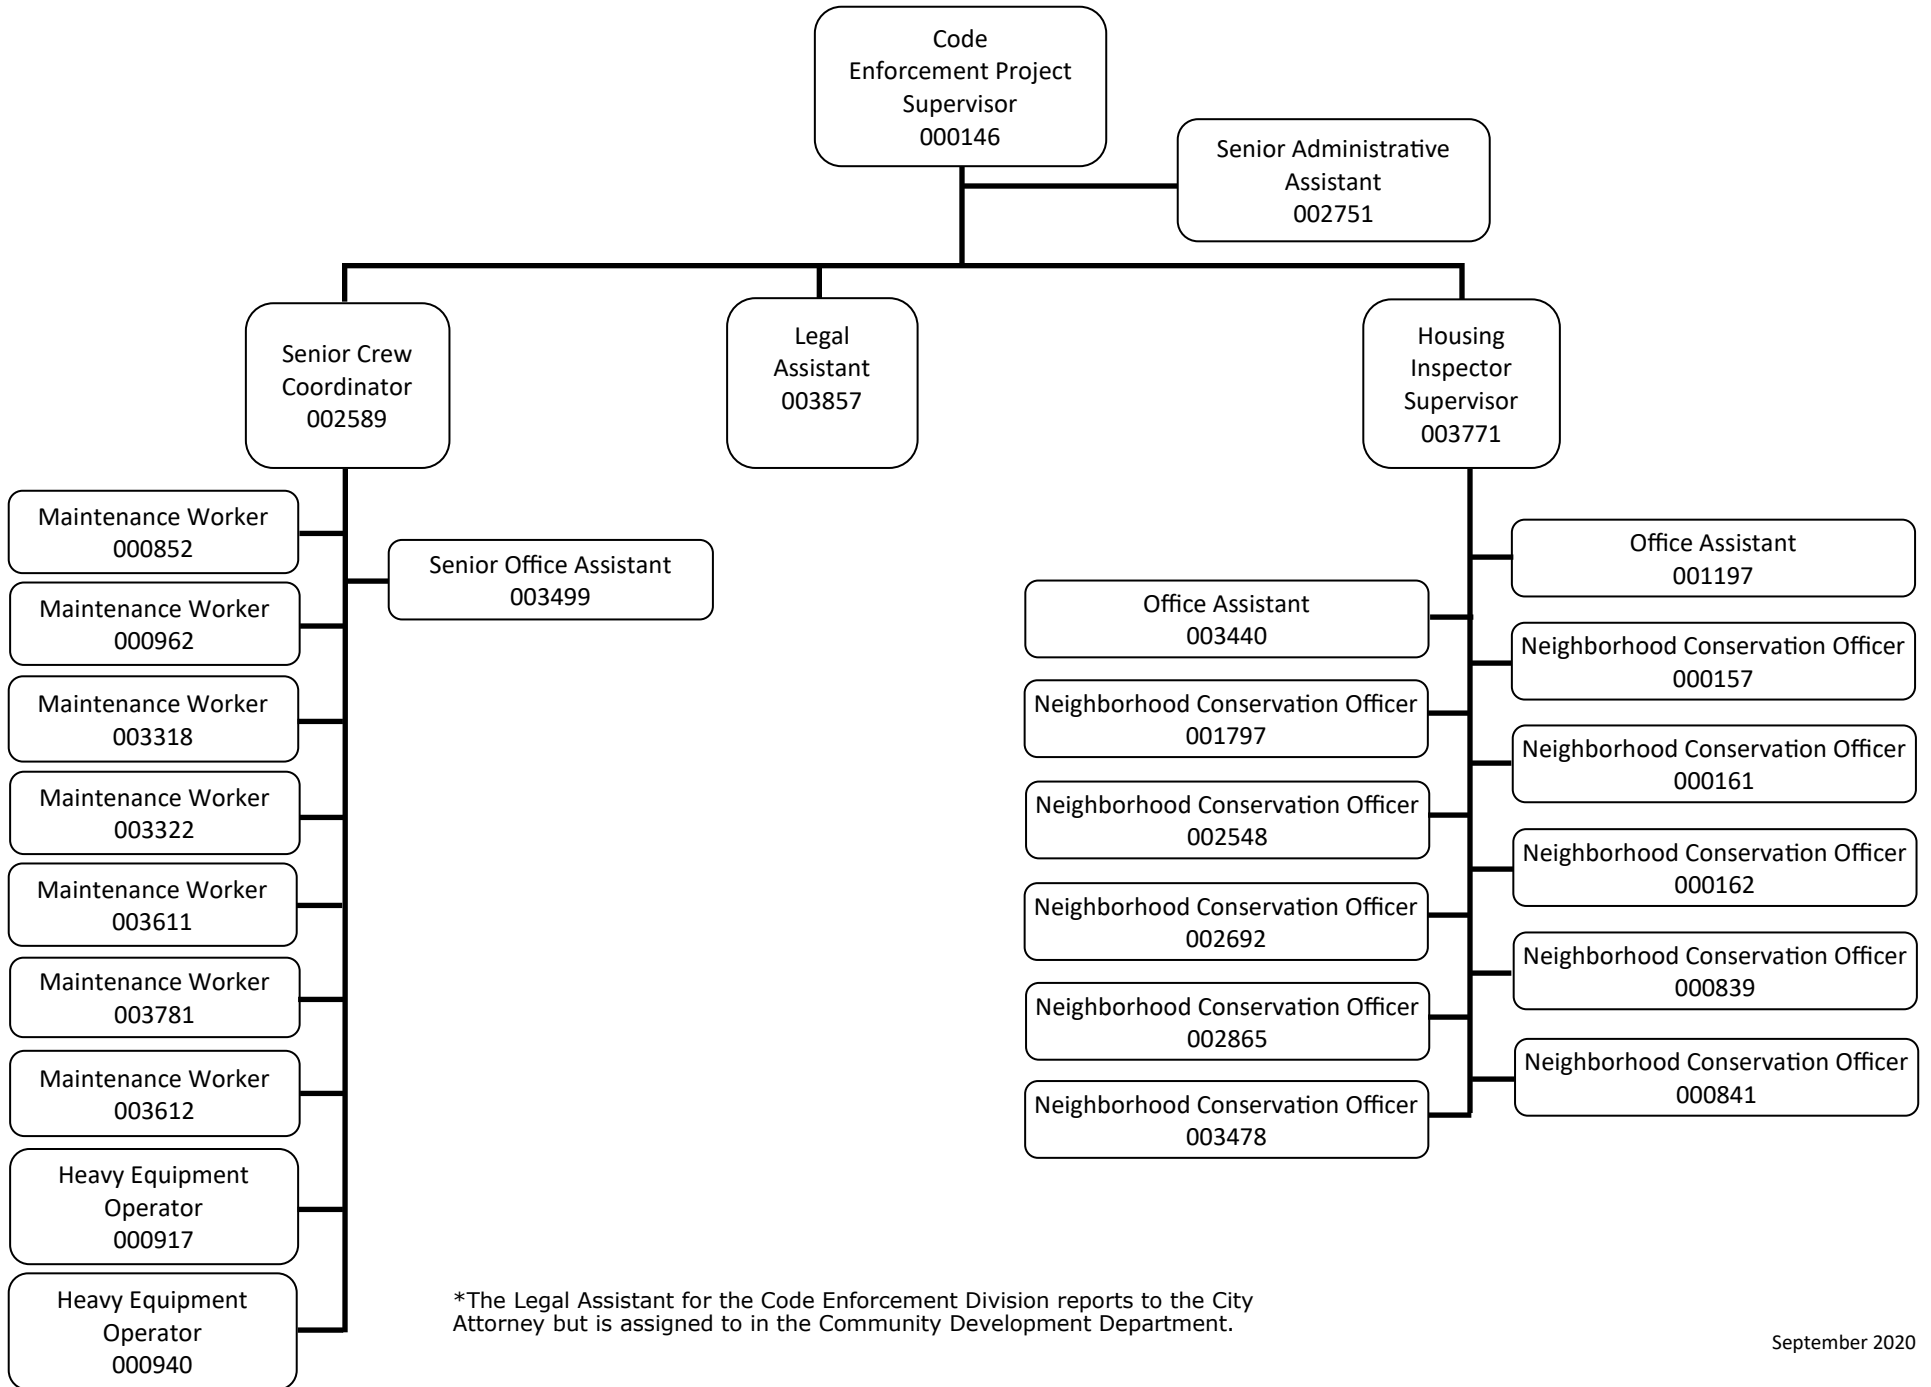 Code
Enforcement Project
Supervisor
000146
Senior Administrative
Assistant
002751
Senior Crew
Coordinator
002589
Legal
Assistant
003857
Housing
Inspector
Supervisor
003771
Maintenance Worker
000852
Maintenance Worker
000962
Maintenance Worker
003318
Maintenance Worker
003322
Maintenance Worker
003611
Maintenance Worker
003781
Maintenance Worker
003612
Heavy Equipment
Operator
000917
Heavy Equipment
Operator
000940
Senior Office Assistant
003499
Office Assistant
003440
Neighborhood Conservation Officer
001797
Neighborhood Conservation Officer
002548
Neighborhood Conservation Officer
002692
Neighborhood Conservation Officer
002865
Neighborhood Conservation Officer
003478
Office Assistant
001197
Neighborhood Conservation Officer
000157
Neighborhood Conservation Officer
000161
Neighborhood Conservation Officer
000162
Neighborhood Conservation Officer
000839
Neighborhood Conservation Officer
000841
*The Legal Assistant for the Code Enforcement Division reports to the City
Attorney but is assigned to in the Community Development Department.
September 2020